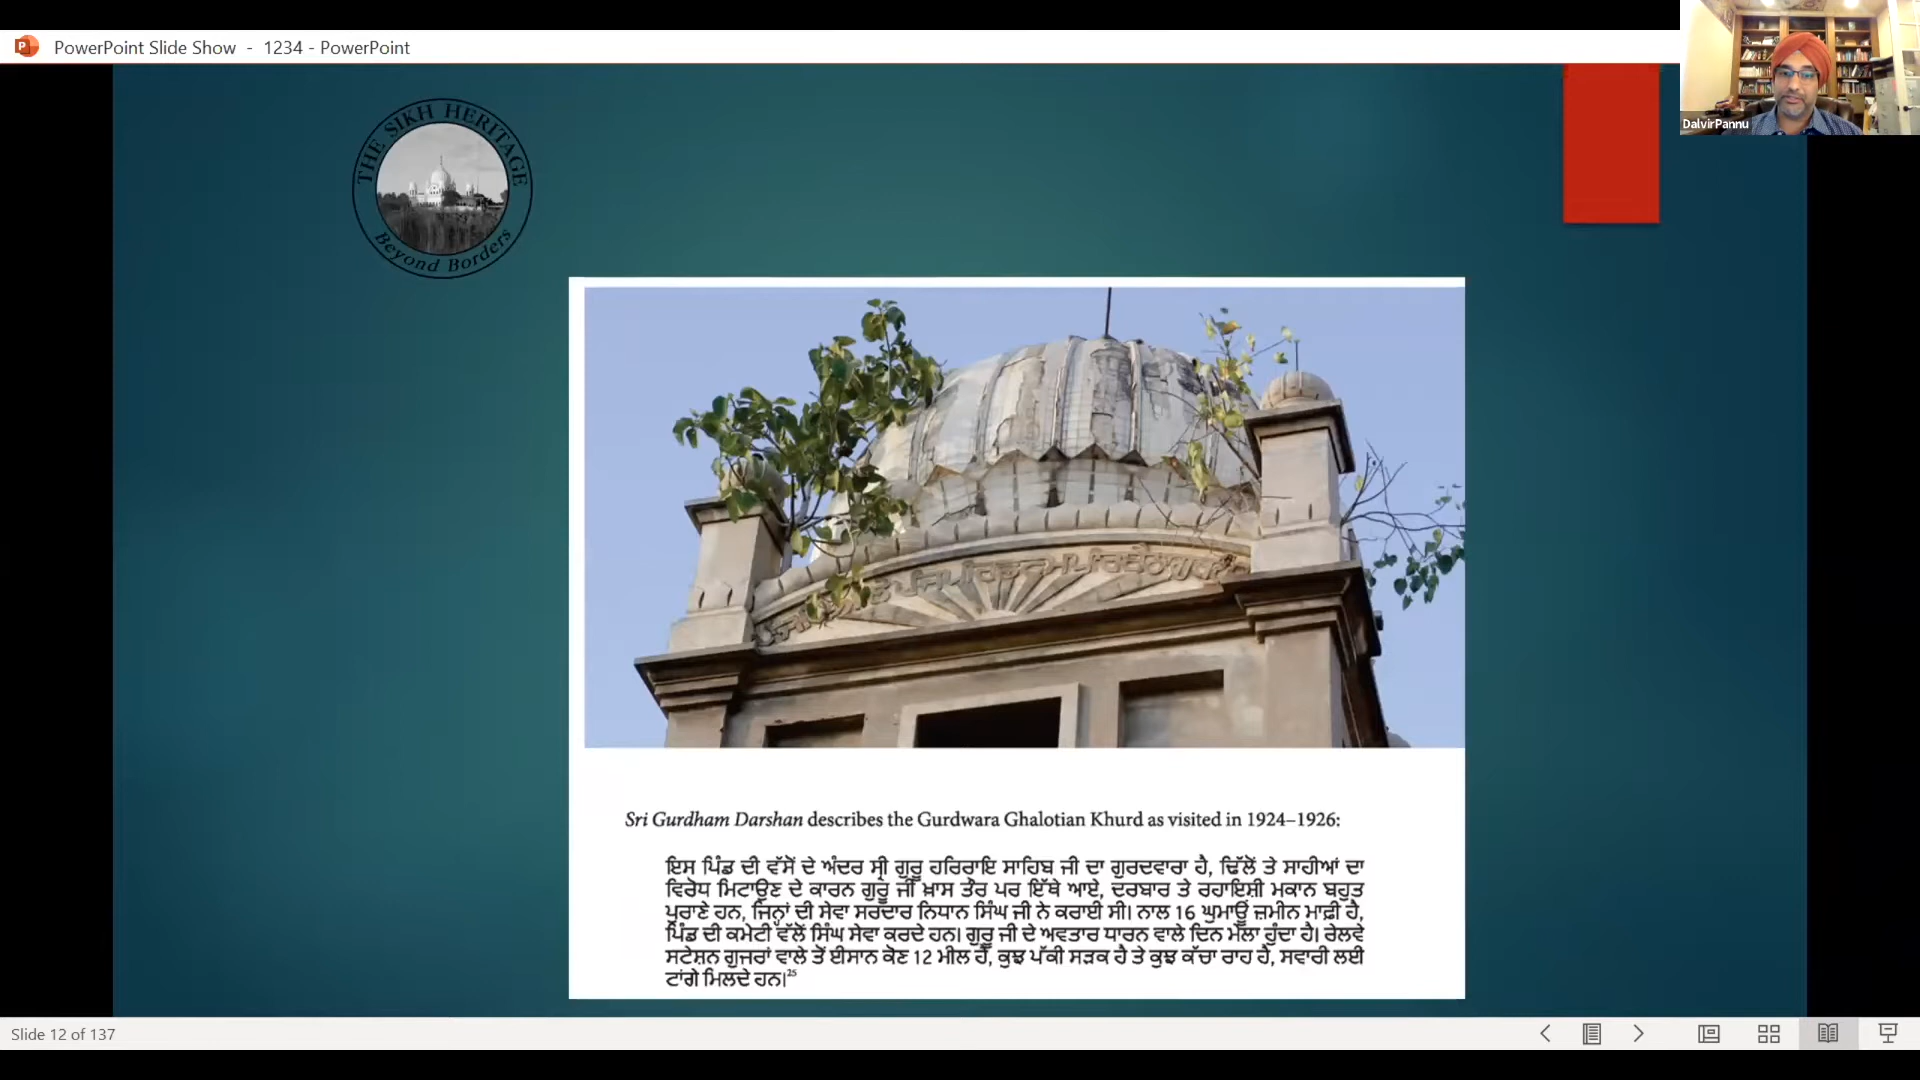 PowerPoint Slide Show - 1234 - PowerPoint
DalvirPannu
THE SIKH HERITAGE
Beyond Borders
Sri Gurdham Darshan describes the Gurdwara Ghalotian Khurd as visited in 1924–1926:
ਇਸ ਪਿੰਡ ਦੀ ਵੱਸੋਂ ਦੇ ਅੰਦਰ ਸ੍ਰੀ ਗੁਰੂ ਹਰਿਰਾਇ ਸਾਹਿਬ ਜੀ ਦਾ ਗੁਰਦਵਾਰਾ ਹੈ, ਢਿੱਲੋਂ ਤੇ ਸਾਹੀਆਂ ਦਾ
ਵਿਰੋਧ ਮਿਟਾਉਣ ਦੇ ਕਾਰਨ ਗੁਰੂ ਜੀ ਖ਼ਾਸ ਤੌਰ ਪਰ ਇੱਥੇ ਆਏ, ਦਰਬਾਰ ਤੇ ਰਹਾਇਸ਼ੀ ਮਕਾਨ ਬਹੁਤ
ਪੁਰਾਣੇ ਹਨ, ਜਿਨ੍ਹਾਂ ਦੀ ਸੇਵਾ ਸਰਦਾਰ ਨਿਧਾਨ ਸਿੰਘ ਜੀ ਨੇ ਕਰਾਈ ਸੀ। ਨਾਲ 16 ਘੁਮਾਊਂ ਜ਼ਮੀਨ ਮਾਫ਼ੀ ਹੈ,
ਪਿੰਡ ਦੀ ਕਮੇਟੀ ਵੱਲੋਂ ਸਿੰਘ ਸੇਵਾ ਕਰਦੇ ਹਨ। ਗੁਰੂ ਜੀ ਦੇ ਅਵਤਾਰ ਧਾਰਨ ਵਾਲੇ ਦਿਨ ਮੇਲਾ ਹੁੰਦਾ ਹੈ। ਰੇਲਵੇ
ਸਟੇਸ਼ਨ ਗੁਜਰਾਂ ਵਾਲੇ ਤੋਂ ਈਸਾਨ ਕੋਣ 12 ਮੀਲ ਹੈ, ਕੁਝ ਪੱਕੀ ਸੜਕ ਹੈ ਤੇ ਕੁਝ ਕੱਚਾ ਰਾਹ ਹੈ, ਸਵਾਰੀ ਲਈ
ਟਾਂਗੇ ਮਿਲਦੇ ਹਨ।25
Slide 12 of 137